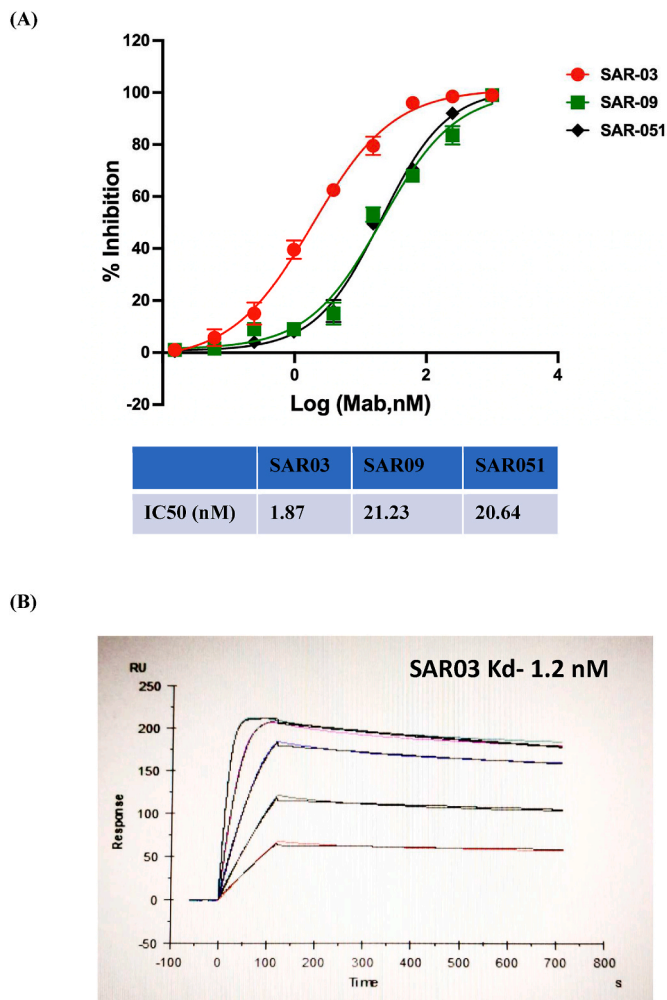 (A)
120
100
80
60
40
20
0
-20
% Inhibition
0 2 4
Log (Mab,nM)
SAR-03
SAR-09
SAR-051
SAR03 SAR09 SAR051
IC50 (nM) 1.87 21.23 20.64
(B)
SAR03 Kd- 1.2 nM
RU
250
200
150
100
50
0
-50
Response
-100 0 100 200 300 400 500 600 700 800
Time s